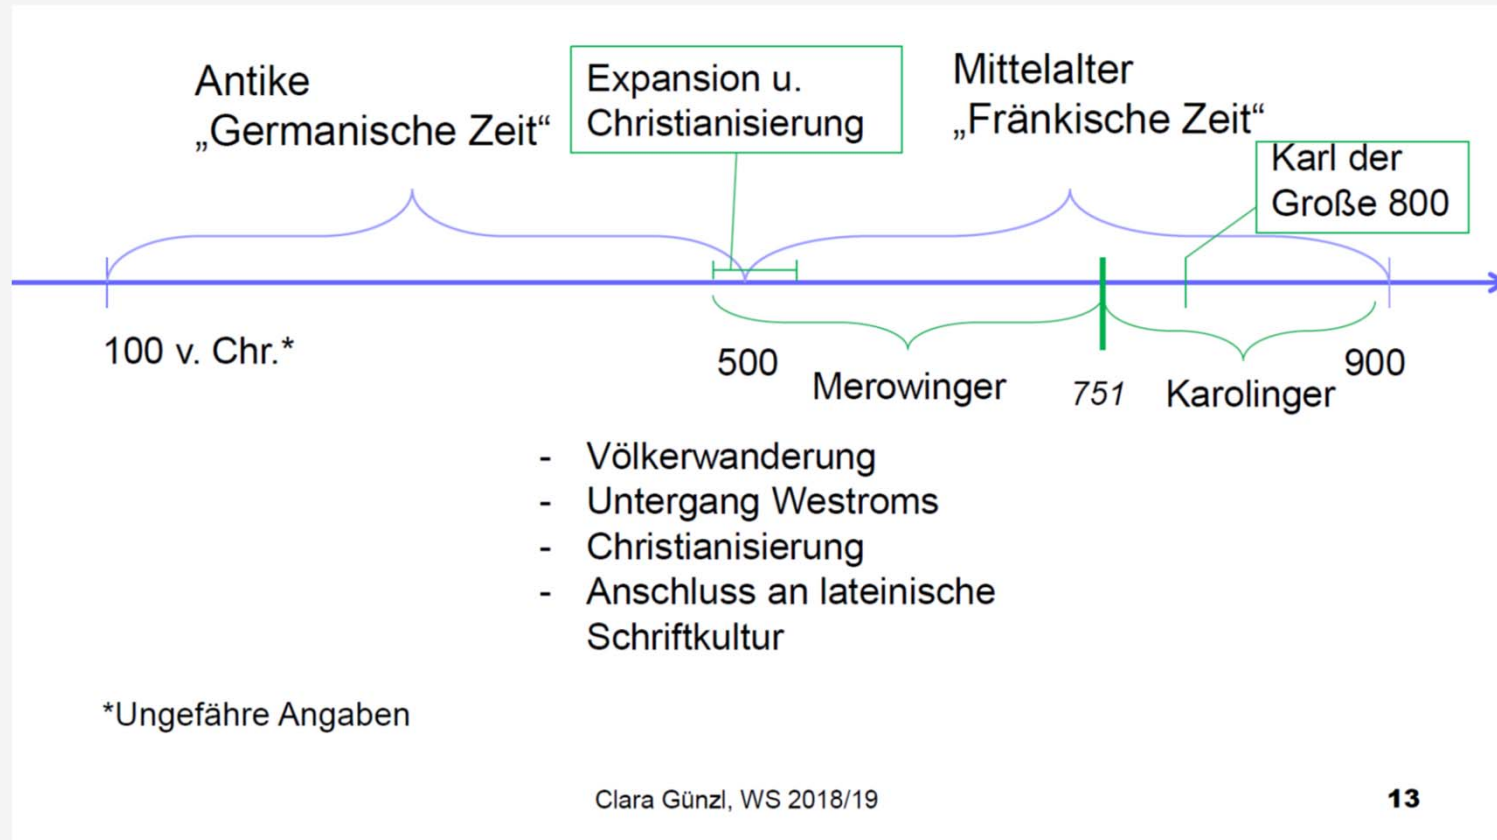 Antike
„Germanische Zeit“
Expansion u.
Christianisierung
Mittelalter
„Fränkische Zeit“
Karl der
Große 800
100 v. Chr.*
500
Merowinger
751
Karolinger
900
- Völkerwanderung
- Untergang Westroms
- Christianisierung
- Anschluss an lateinische
Schriftkultur
*Ungefähre Angaben
Clara Günzl, WS 2018/19
13